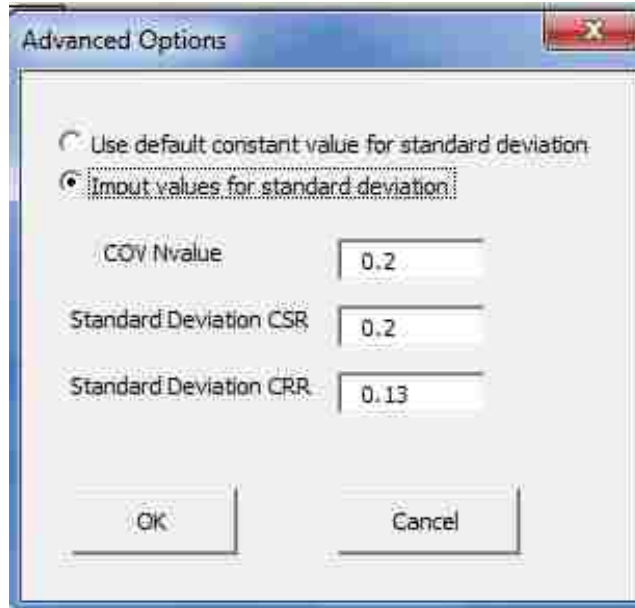 Advanced Options
Use default constant value for standard deviation
Imput values for standard deviation
COV Nvalue
0.2
Standard Deviation CSR
0.2
Standard Deviation CRR
0.13
OK
Cancel